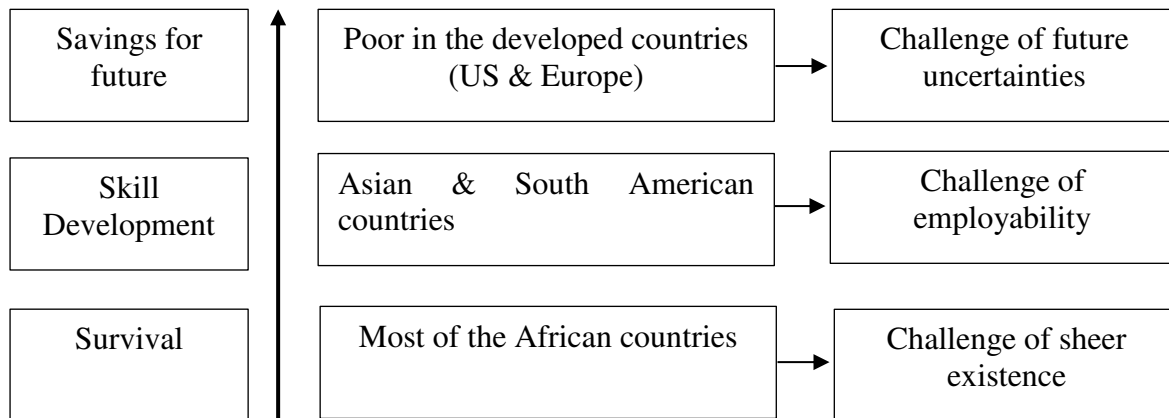 Savings for
future
Poor in the developed countries
(US & Europe)
Challenge of future
uncertainties
Skill
Development
Asian & South American
countries
Challenge of
employability
Survival
Most of the African countries
Challenge of sheer
existence